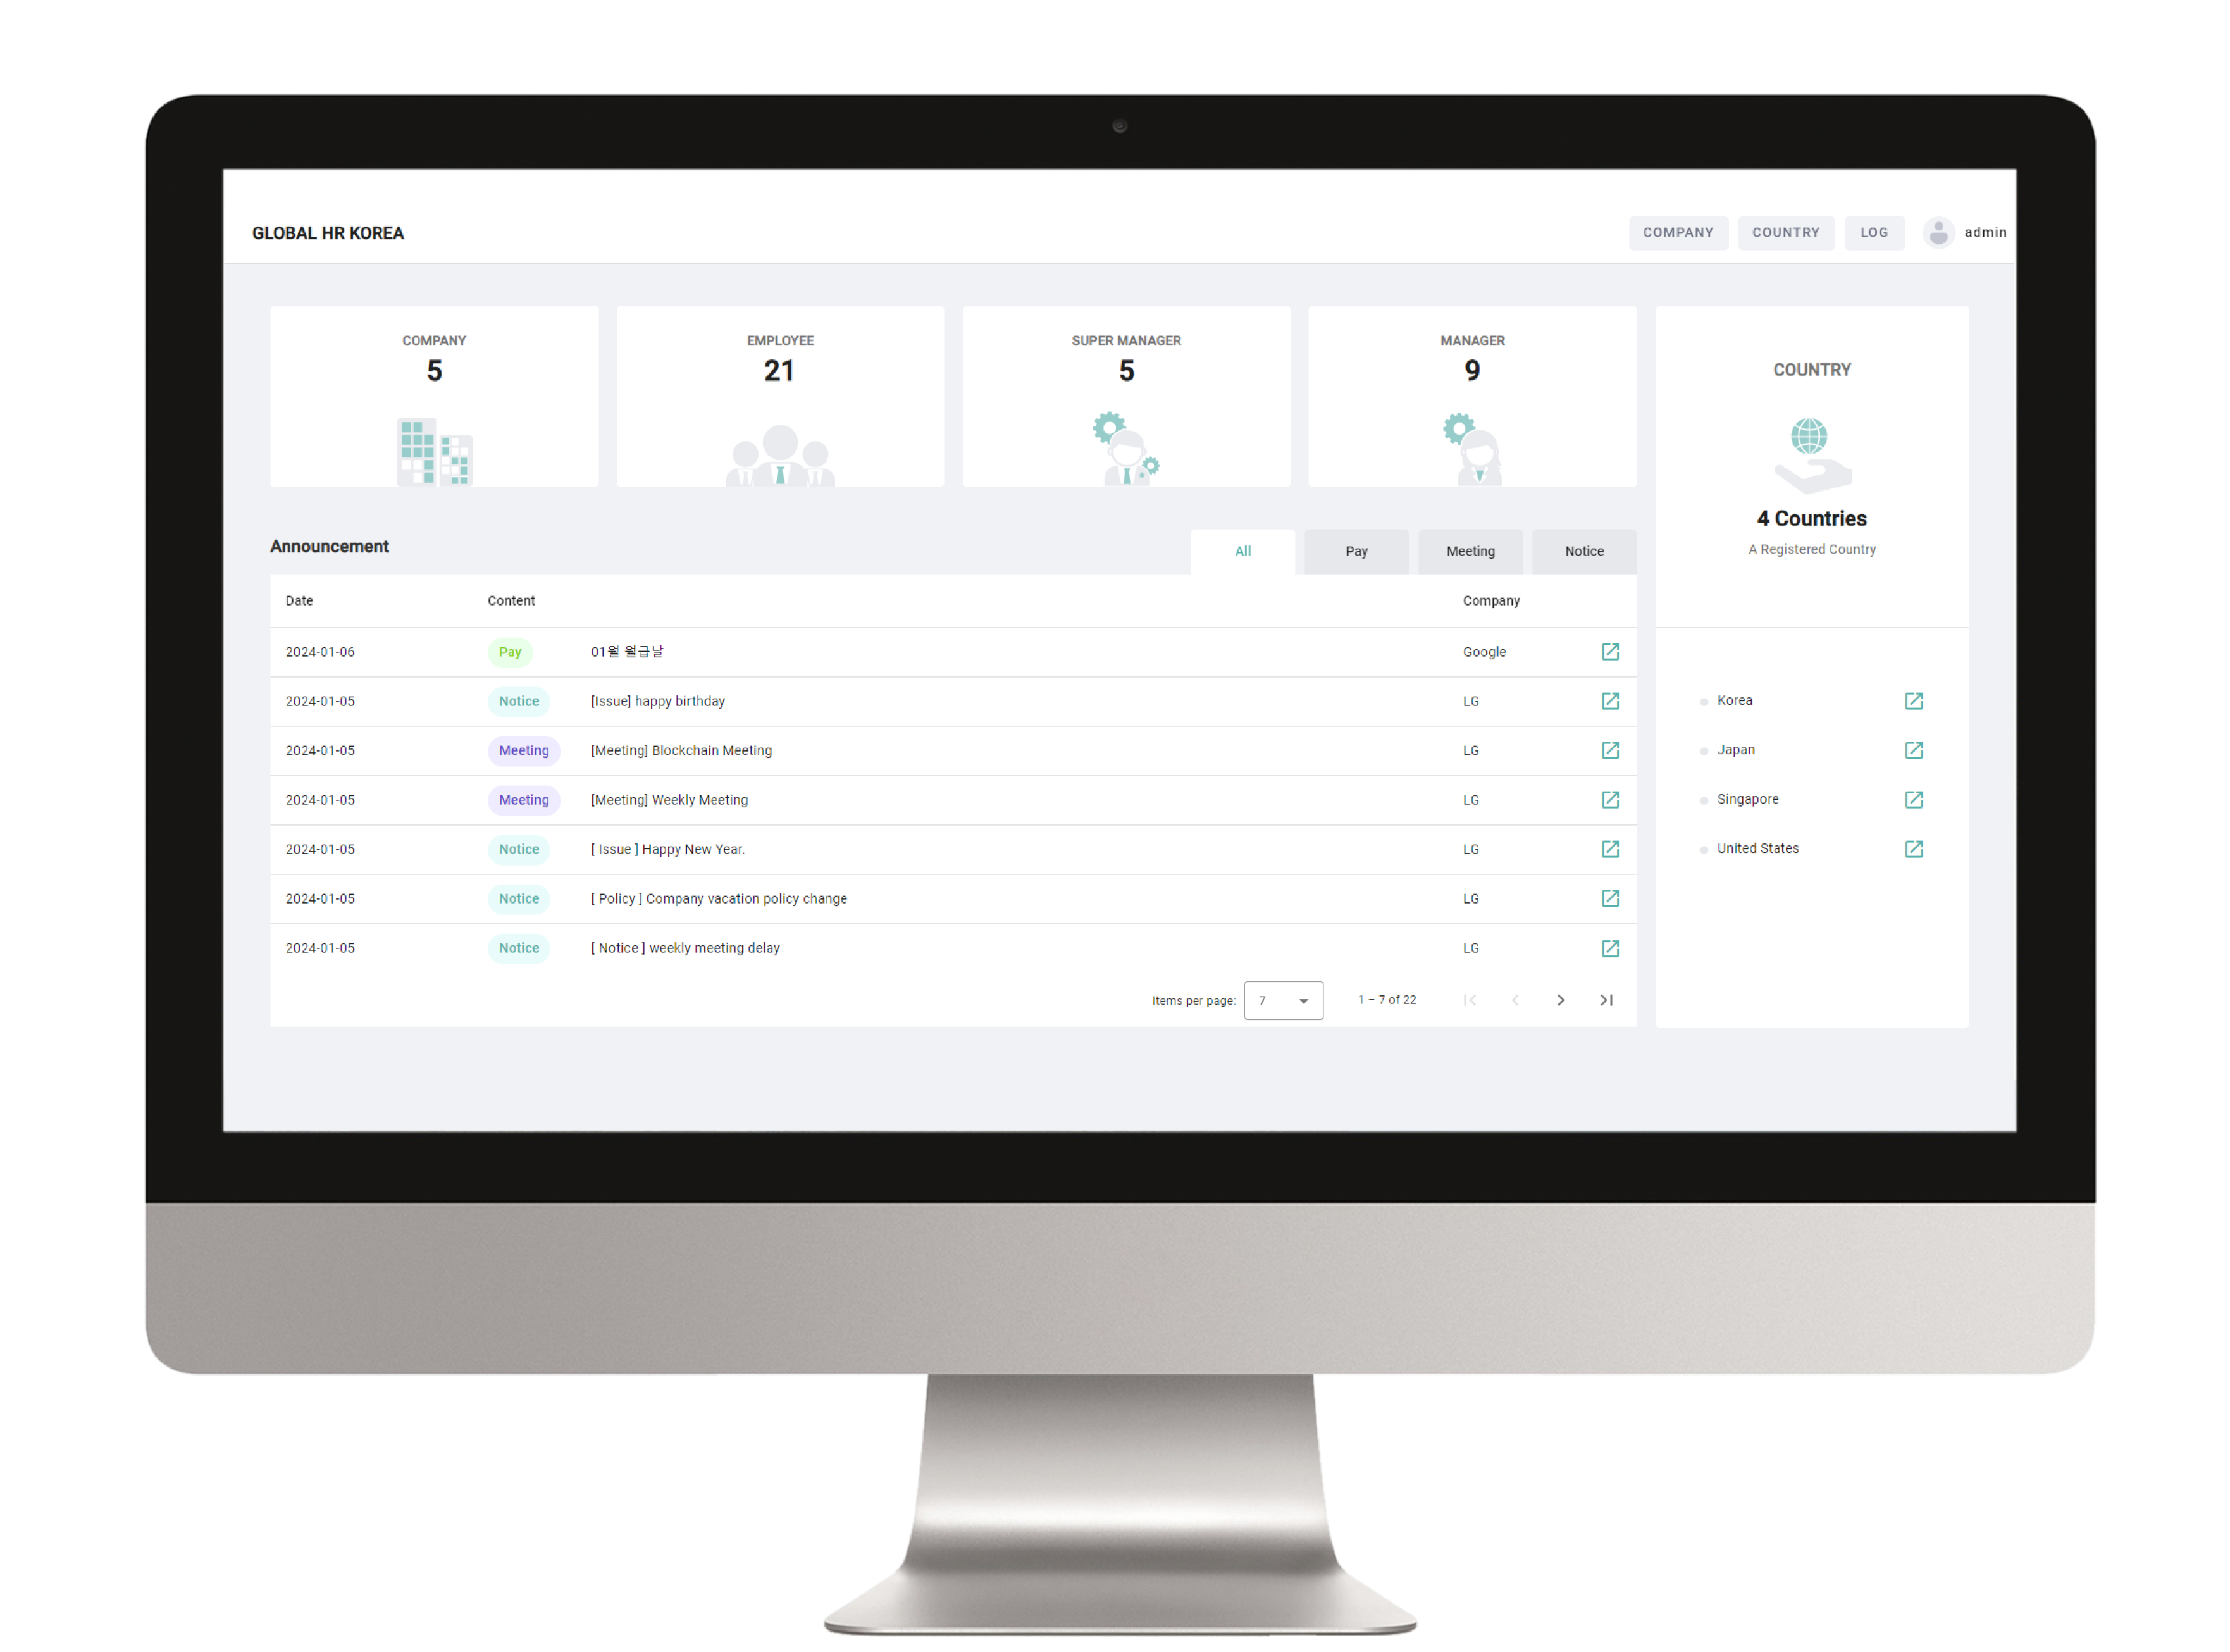 GLOBAL HR KOREA
COMPANY COUNTRY LOG admin
COMPANY
5
EMPLOYEE
21
SUPER MANAGER
5
MANAGER
9
COUNTRY
4 Countries
A Registered Country
Korea
Japan
Singapore
United States
Announcement
All Pay Meeting Notice
Date Content Company
2024-01-06 Pay 01월 월급날 Google
2024-01-05 Notice [Issue] happy birthday LG
2024-01-05 Meeting [Meeting] Blockchain Meeting LG
2024-01-05 Meeting [Meeting] Weekly Meeting LG
2024-01-05 Notice [ Issue ] Happy New Year. LG
2024-01-05 Notice [ Policy ] Company vacation policy change LG
2024-01-05 Notice [ Notice ] weekly meeting delay LG
Items per page: 7 1 – 7 of 22